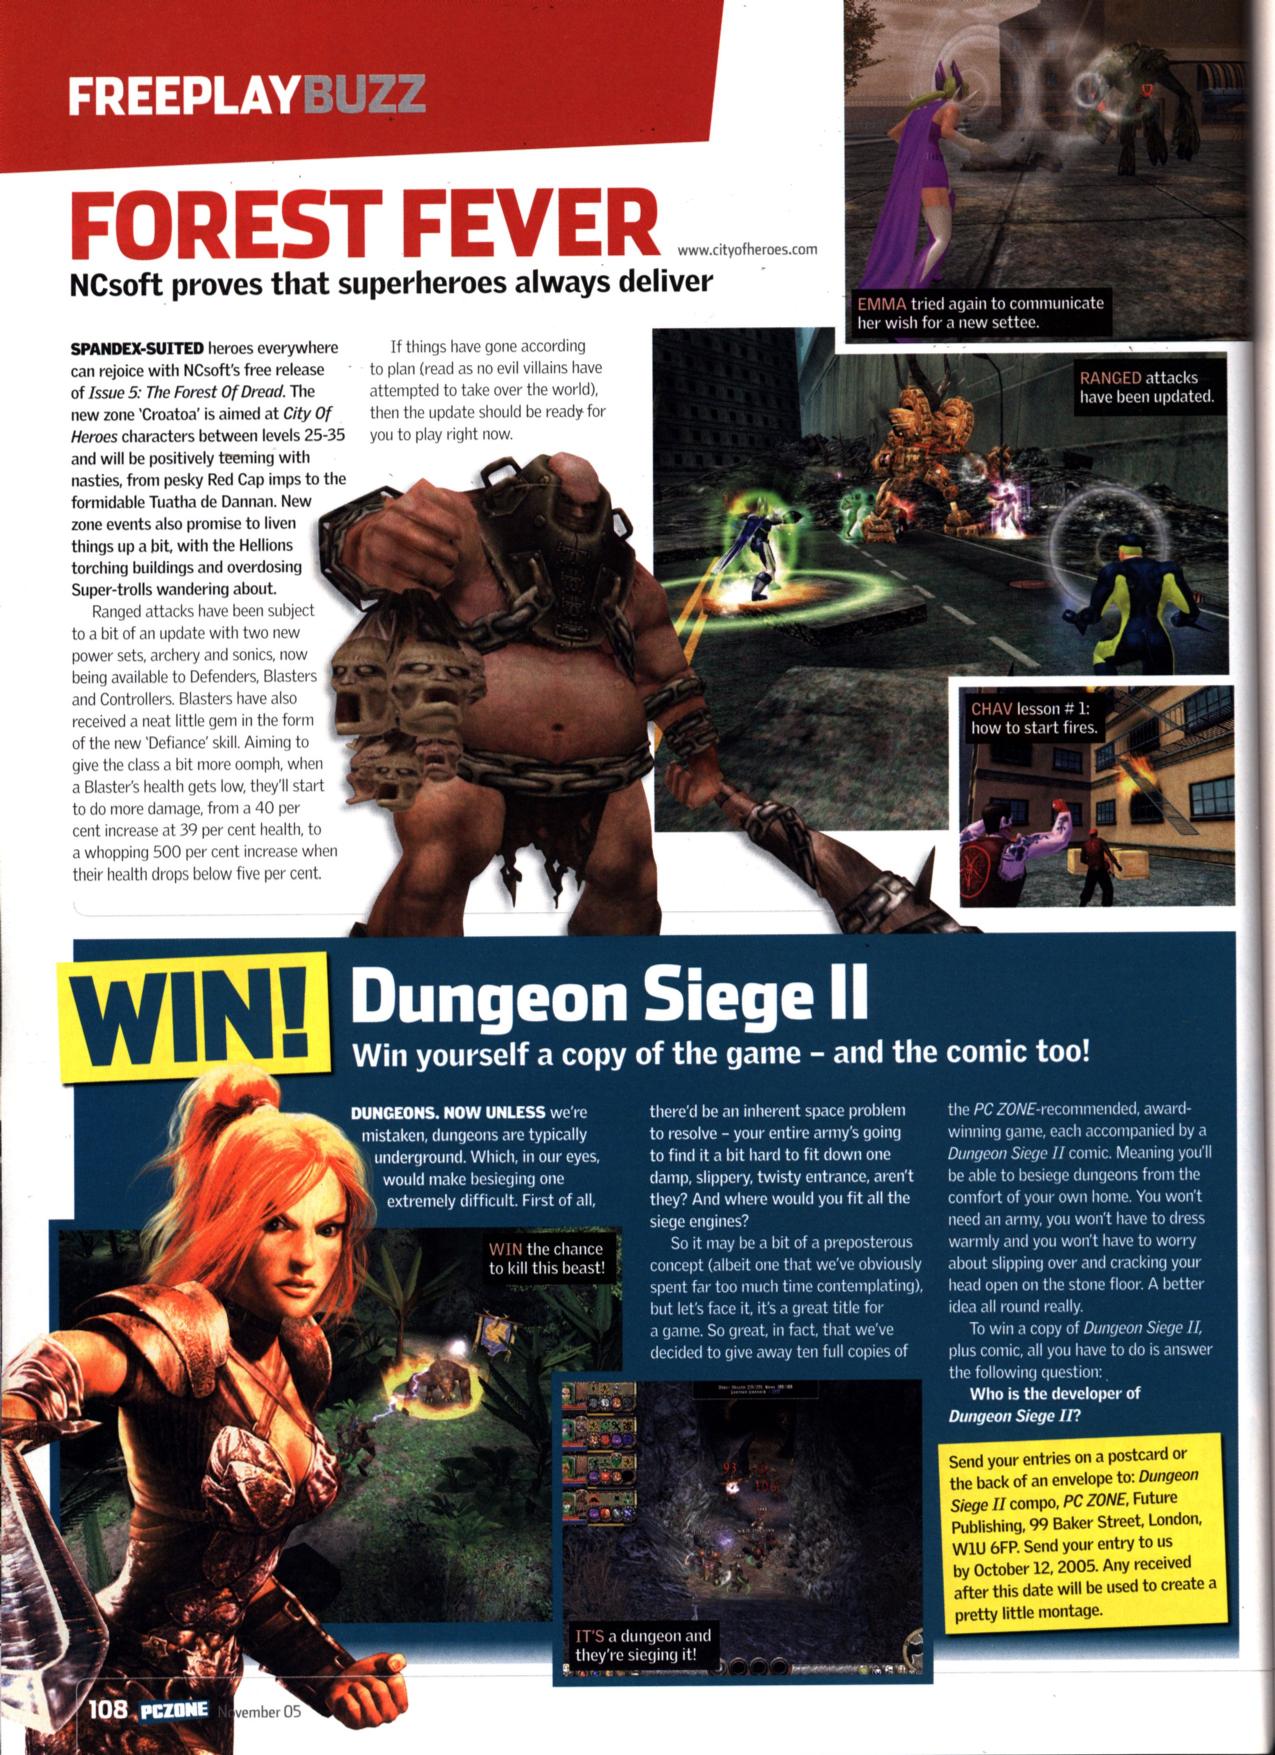 FREEPLAYBUZZ
FOREST FEVER
www.cityofheroes.com
NCsoft proves that superheroes always deliver
SPANDEX-SUITED heroes everywhere
can rejoice with NCsoft's free release
of Issue 5: The Forest Of Dread. The
new zone 'Croatoa' is aimed at City Of
Heroes characters between levels 25-35
and will be positively teeming with
nasties, from pesky Red Cap imps to the
formidable Tuatha de Dannan. New
zone events also promise to liven
things up a bit, with the Hellions
torching buildings and overdosing
Super-trolls wandering about.
Ranged attacks have been subject
to a bit of an update with two new
power sets, archery and sonics, now
being available to Defenders, Blasters
and Controllers. Blasters have also
received a neat little gem in the form
of the new 'Defiance' skill. Aiming to
give the class a bit more oomph, when
a Blaster's health gets low, they'll start
to do more damage, from a 40 per
cent increase at 39 per cent health, to
a whopping 500 per cent increase when
their health drops below five per cent.
If things have gone according
to plan (read as no evil villains have
attempted to take over the world),
then the update should be ready for
you to play right now.
EMMA tried again to communicate
her wish for a new settee.
RANGED attacks
have been updated.
CHAV lesson # 1:
how to start fires.
WIN!
Dungeon Siege II
Win yourself a copy of the game – and the comic too!
DUNGEONS. NOW UNLESS we're
mistaken, dungeons are typically
underground. Which, in our eyes,
would make besieging one
extremely difficult. First of all,
there'd be an inherent space problem
to resolve – your entire army's going
to find it a bit hard to fit down one
damp, slippery, twisty entrance, aren't
they? And where would you fit all the
siege engines?
So it may be a bit of a preposterous
concept (albeit one that we've obviously
spent far too much time contemplating),
but let's face it, it's a great title for
a game. So great, in fact, that we've
decided to give away ten full copies of
the PC ZONE-recommended, award-
winning game, each accompanied by a
Dungeon Siege II comic. Meaning you'll
be able to besiege dungeons from the
comfort of your own home. You won't
need an army, you won't have to dress
warmly and you won't have to worry
about slipping over and cracking your
head open on the stone floor. A better
idea all round really.
To win a copy of Dungeon Siege II,
plus comic, all you have to do is answer
the following question:
Who is the developer of
Dungeon Siege II?
WIN the chance
to kill this beast!
93
IT'S a dungeon and
they're sieging it!
Send your entries on a postcard or
the back of an envelope to: Dungeon
Siege II compo, PC ZONE, Future
Publishing, 99 Baker Street, London,
W1U 6FP. Send your entry to us
by October 12, 2005. Any received
after this date will be used to create a
pretty little montage.
108 PCZONE November 05